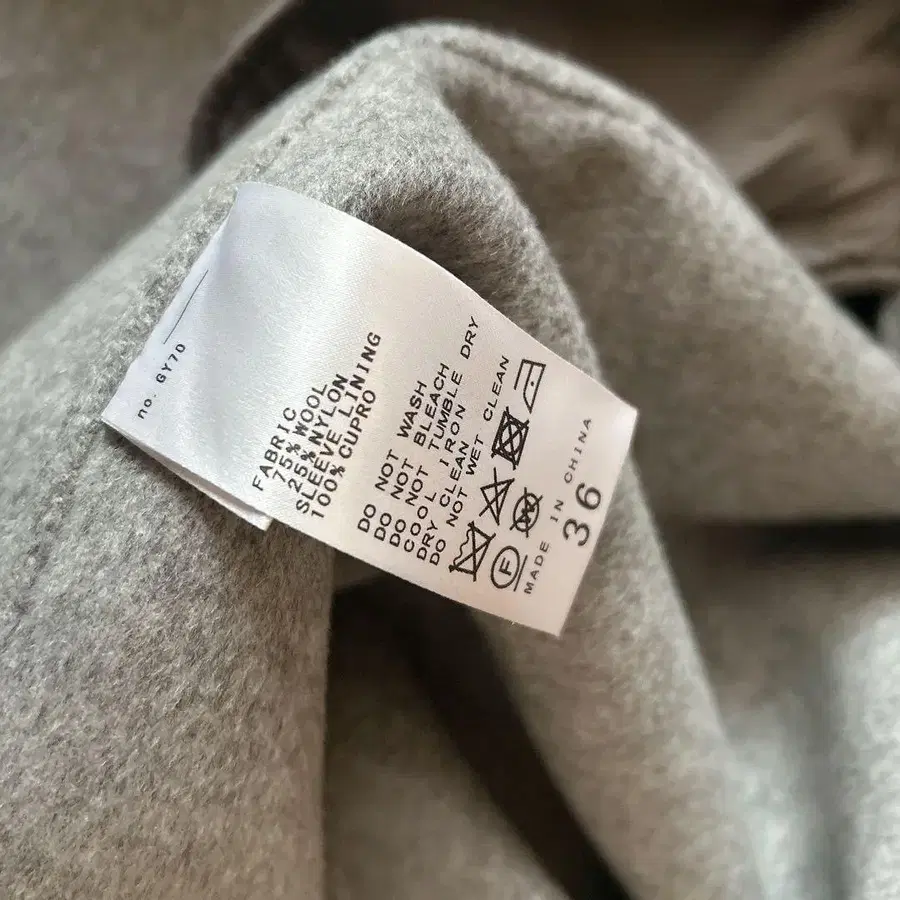 no. GY70
FABRIC
75% WOOL
25% NYLON
SLEEVE LINING
100% CUPRO
DO NOT WASH
DO NOT BLEACH
DO NOT TUMBLE DRY
COOL IRON
DRY CLEAN
DO NOT WET CLEAN
F
W
MADE IN CHINA
36